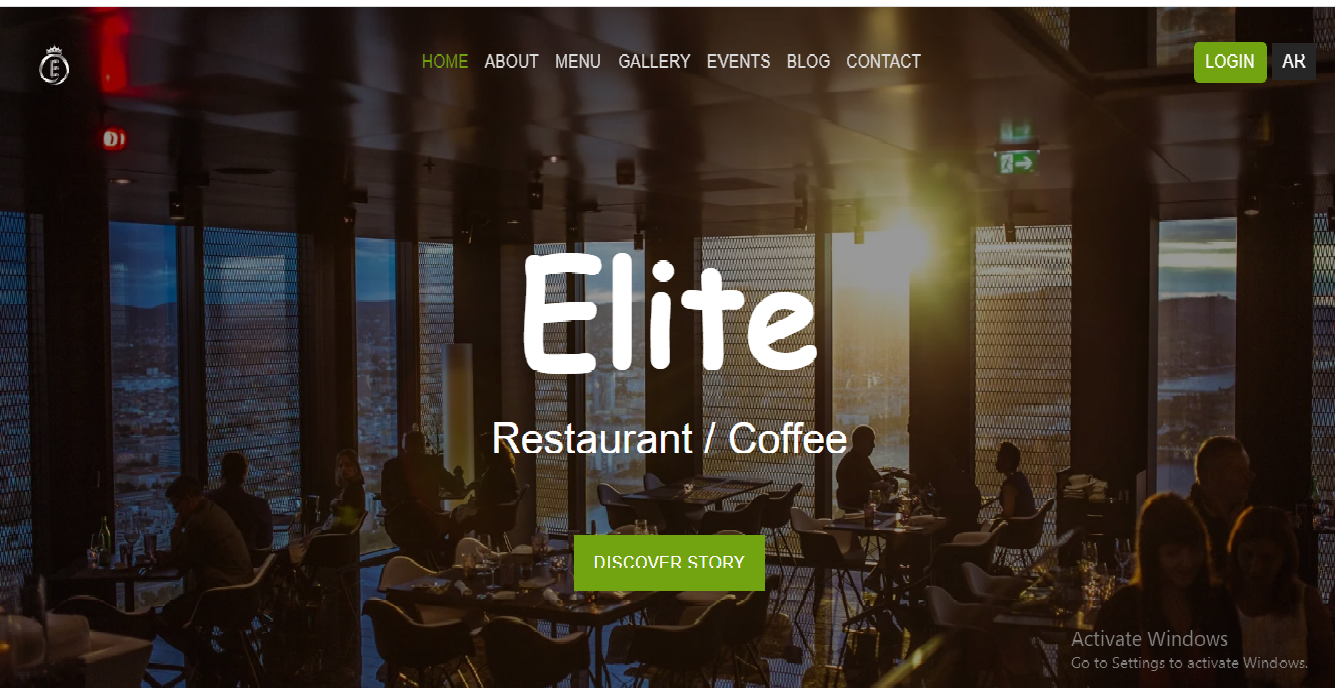 E
HOME ABOUT MENU GALLERY EVENTS BLOG CONTACT
LOGIN AR
Elite
Restaurant / Coffee
DISCOVER STORY
Activate Windows
Go to Settings to activate Windows.